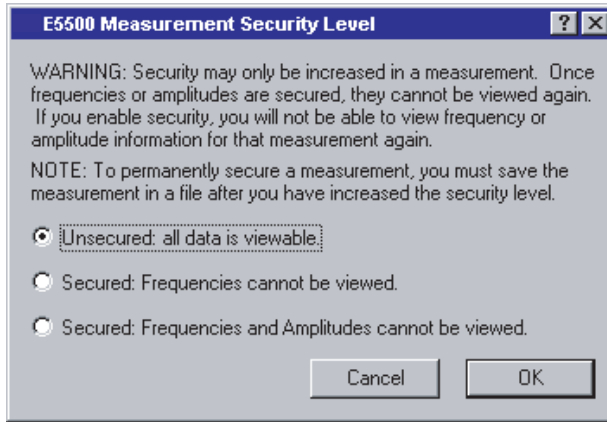 E5500 Measurement Security Level
WARNING: Security may only be increased in a measurement. Once
frequencies or amplitudes are secured, they cannot be viewed again.
If you enable security, you will not be able to view frequency or
amplitude information for that measurement again.
NOTE: To permanently secure a measurement, you must save the
measurement in a file after you have increased the security level.
Unsecured: all data is viewable.
Secured: Frequencies cannot be viewed.
Secured: Frequencies and Amplitudes cannot be viewed.
Cancel OK